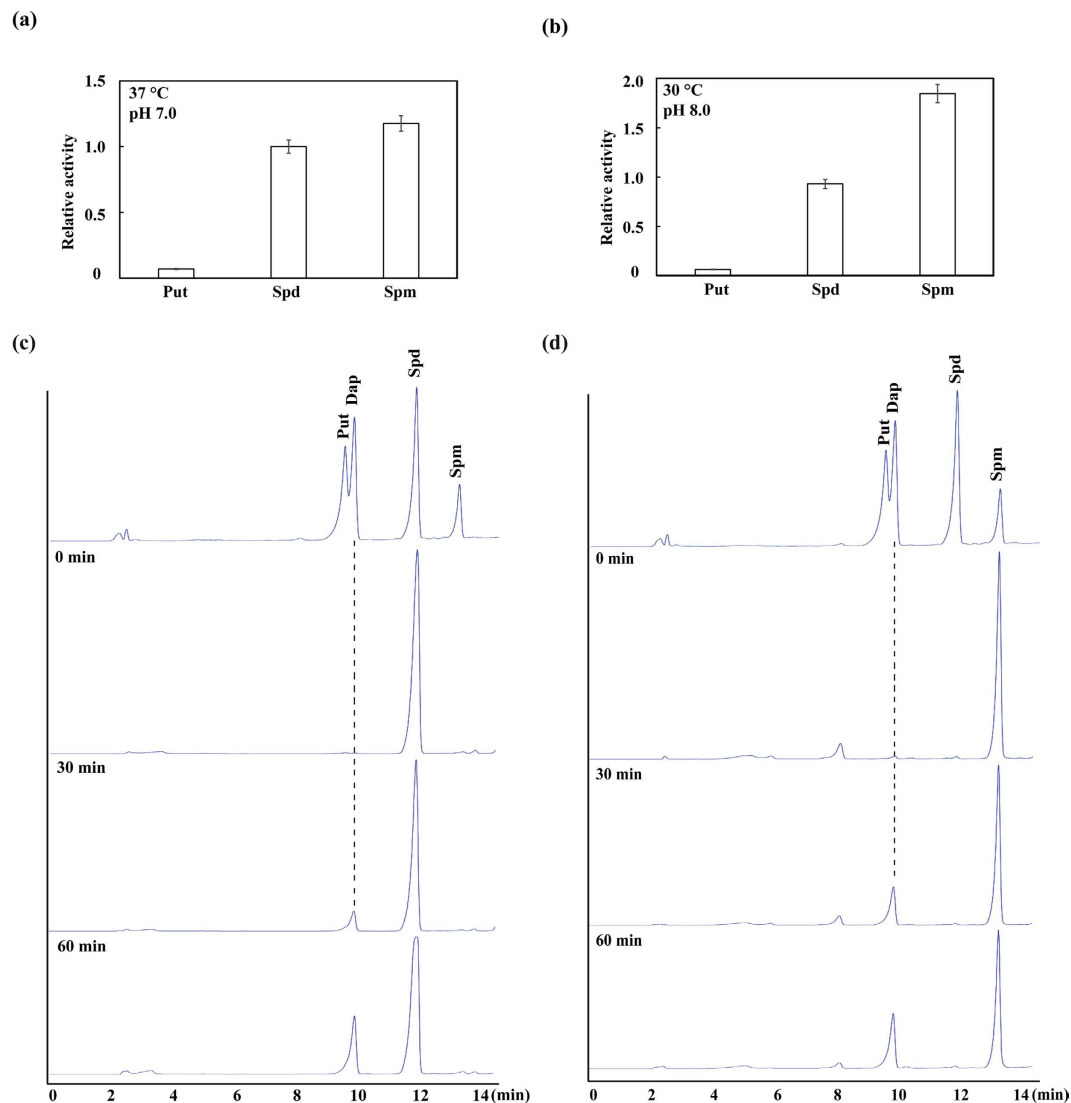 (a)
1.5
1.0
0.5
0
Relative activity
37 °C
pH 7.0
Put
Spd
Spm
(b)
2.0
1.5
1.0
0.5
0
Relative activity
30 °C
pH 8.0
Put
Spd
Spm
(c)
Put
Dap
Spd
Spm
0 min
30 min
60 min
0 2 4 6 8 10 12 14 (min)
(d)
Put
Dap
Spd
Spm
0 min
30 min
60 min
0 2 4 6 8 10 12 14 (min)